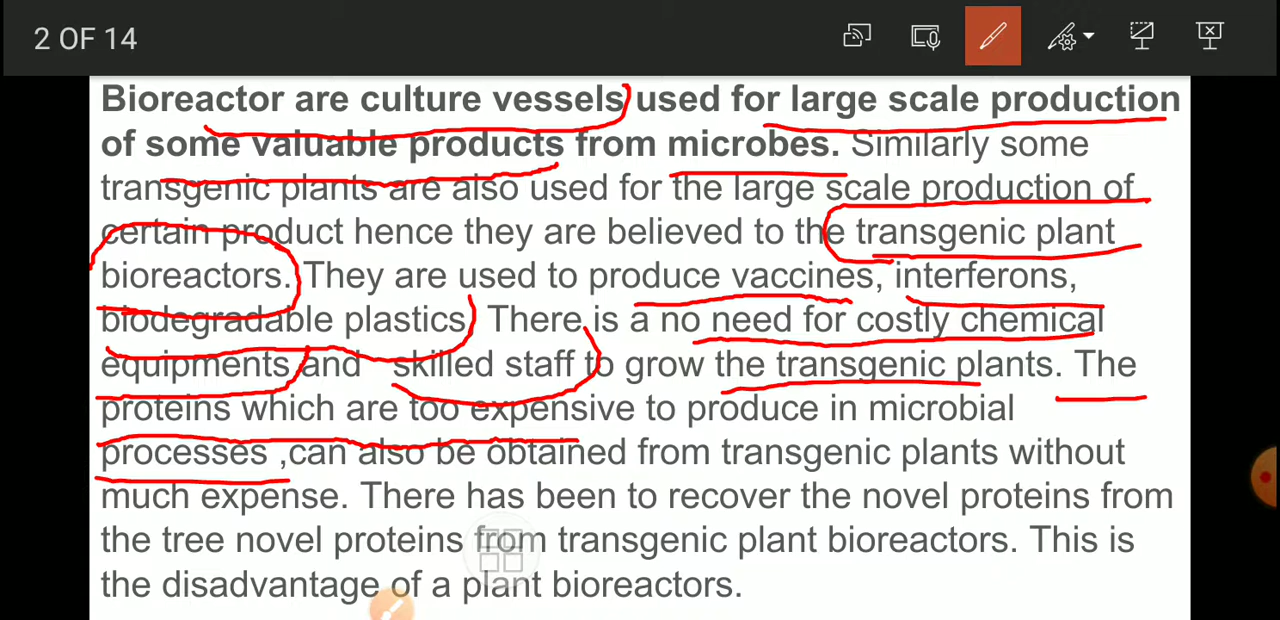 2 OF 14
Bioreactor are culture vessels used for large scale production
of some valuable products from microbes. Similarly some
transgenic plants are also used for the large scale production of
certain product hence they are believed to the transgenic plant
bioreactors. They are used to produce vaccines, interferons,
biodegradable plastics. There is a no need for costly chemical
equipments and skilled staff to grow the transgenic plants. The
proteins which are too expensive to produce in microbial
processes ,can also be obtained from transgenic plants without
much expense. There has been to recover the novel proteins from
the tree novel proteins from transgenic plant bioreactors. This is
the disadvantage of a plant bioreactors.